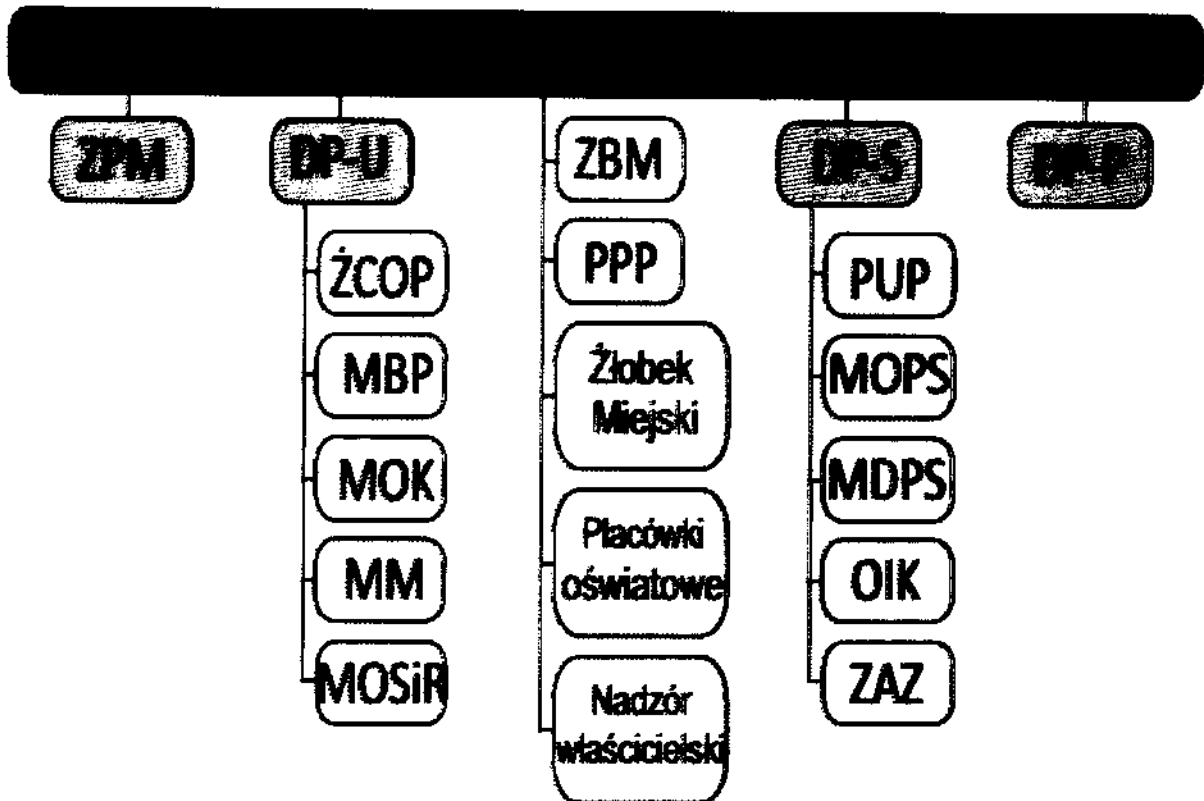 ZPM
DP-U
ŻCOP
MBP
MOK
MM
MOSiR
ZBM
PPP
Żłobek
Miejski
Placówki
oświatowe
Nadzór
właścicielski
DP-S
PUP
MOPS
MDPS
OIK
ZAZ
DP-P